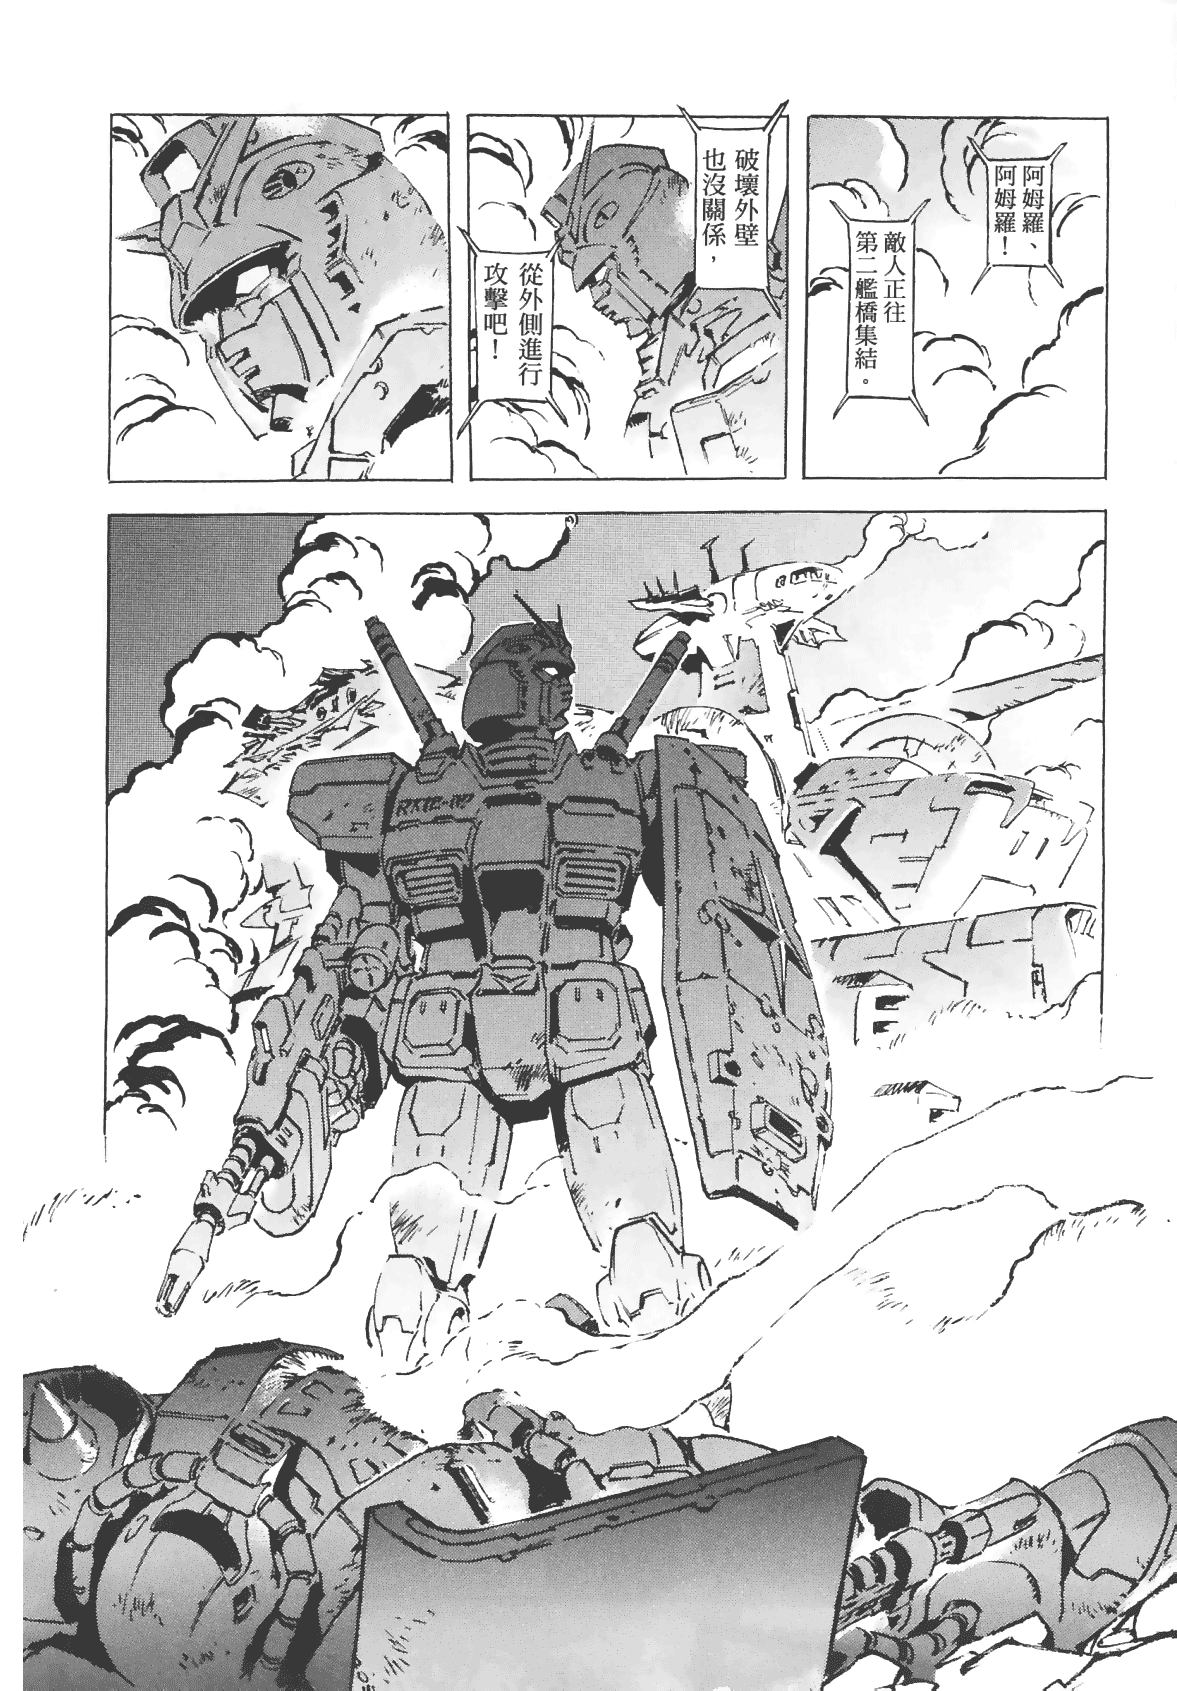 阿姆羅、
阿姆羅！
敵人正往
第二艦橋集結。
破壞外壁
也沒關係，
從外側進行
攻擊吧！